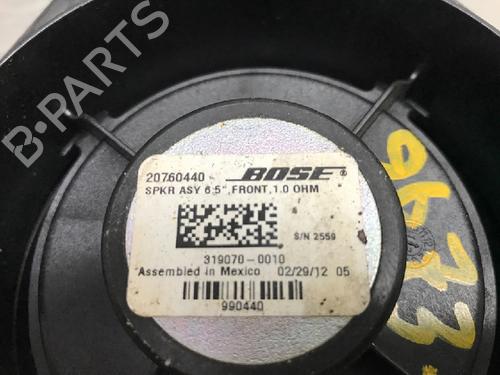 B-PARTS
20760440
BOSE®
SPKR ASY 6.5", FRONT, 1.0 OHM
S/N 2559
319070-0010
Assembled in Mexico 02/29/12 05
990440